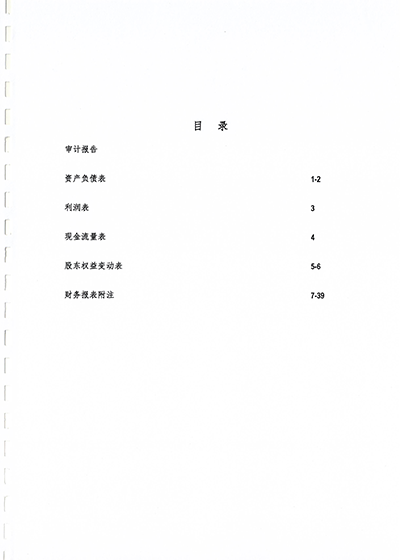 目 录
审计报告
资产负债表 1-2
利润表 3
现金流量表 4
股东权益变动表 5-6
财务报表附注 7-39